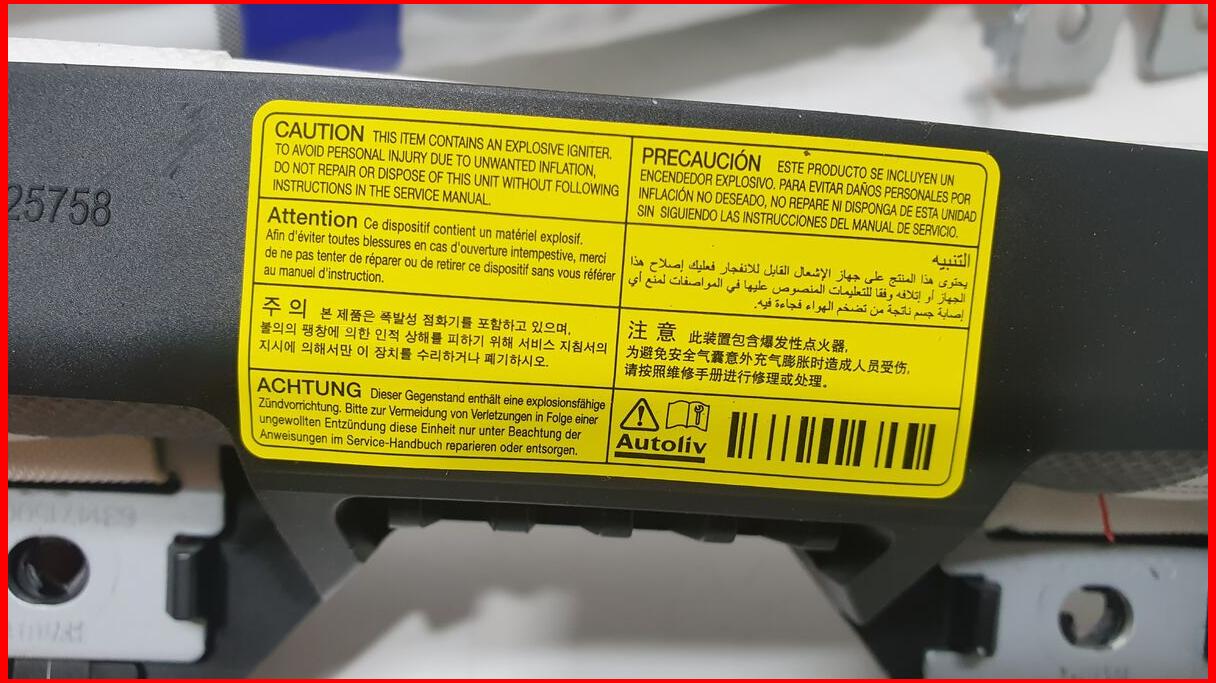 25758
CAUTION THIS ITEM CONTAINS AN EXPLOSIVE IGNITER.
TO AVOID PERSONAL INJURY DUE TO UNWANTED INFLATION,
DO NOT REPAIR OR DISPOSE OF THIS UNIT WITHOUT FOLLOWING
INSTRUCTIONS IN THE SERVICE MANUAL.
Attention Ce dispositif contient un matériel explosif.
Afin d'éviter toutes blessures en cas d'ouverture intempestive, merci
de ne pas tenter de réparer ou de retirer ce dispositif sans vous référer
au manuel d'instruction.
주 의 본 제품은 폭발성 점화기를 포함하고 있으며,
불의의 팽창에 의한 인적 상해를 피하기 위해 서비스 지침서의
지시에 의해서만 이 장치를 수리하거나 폐기하시오.
ACHTUNG Dieser Gegenstand enthält eine explosionsfähige
Zündvorrichtung. Bitte zur Vermeidung von Verletzungen in Folge einer
ungewollten Entzündung diese Einheit nur unter Beachtung der
Anweisungen im Service-Handbuch reparieren oder entsorgen.
PRECAUCIÓN ESTE PRODUCTO SE INCLUYEN UN
ENCENDEDOR EXPLOSIVO. PARA EVITAR DAÑOS PERSONALES POR
INFLACIÓN NO DESEADO, NO REPARE NI DISPONGA DE ESTA UNIDAD
SIN SIGUIENDO LAS INSTRUCCIONES DEL MANUAL DE SERVICIO.
التنبيه
يحتوى هذا المنتج على جهاز الإشعال القابل للانفجار فعليك إصلاح هذا
الجهاز أو إتلافه وفقا للتعليمات المنصوص عليها في المواصفات لمنع أي
إصابة جسم ناتجة من تضخم الهواء فجاءة فيه.
注 意 此装置包含爆发性点火器,
为避免安全气囊意外充气膨胀时造成人员受伤,
请按照维修手册进行修理或处理。
Autoliv